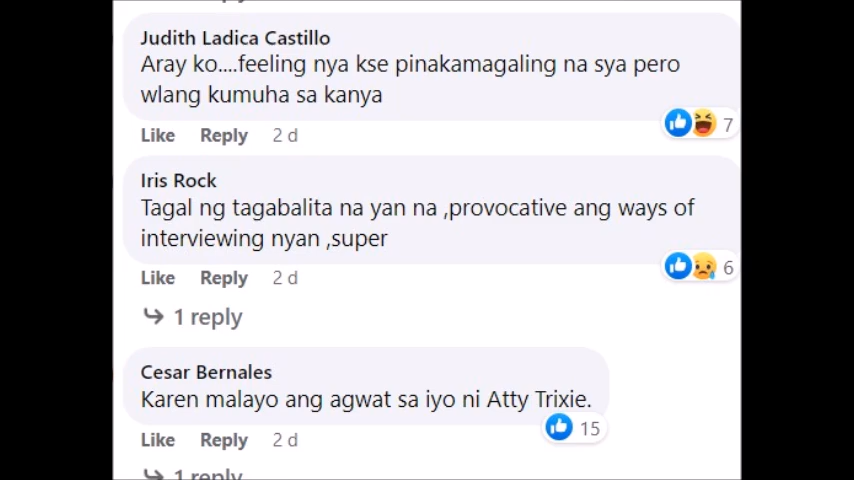 Judith Ladica Castillo
Aray ko....feeling nya kse pinakamagaling na sya pero
wlang kumuha sa kanya
7
Like Reply 2 d
Iris Rock
Tagal ng tagabalita na yan na ,provocative ang ways of
interviewing nyan ,super
6
Like Reply 2 d
1 reply
Cesar Bernales
Karen malayo ang agwat sa iyo ni Atty Trixie.
15
Like Reply 2 d
1 reply